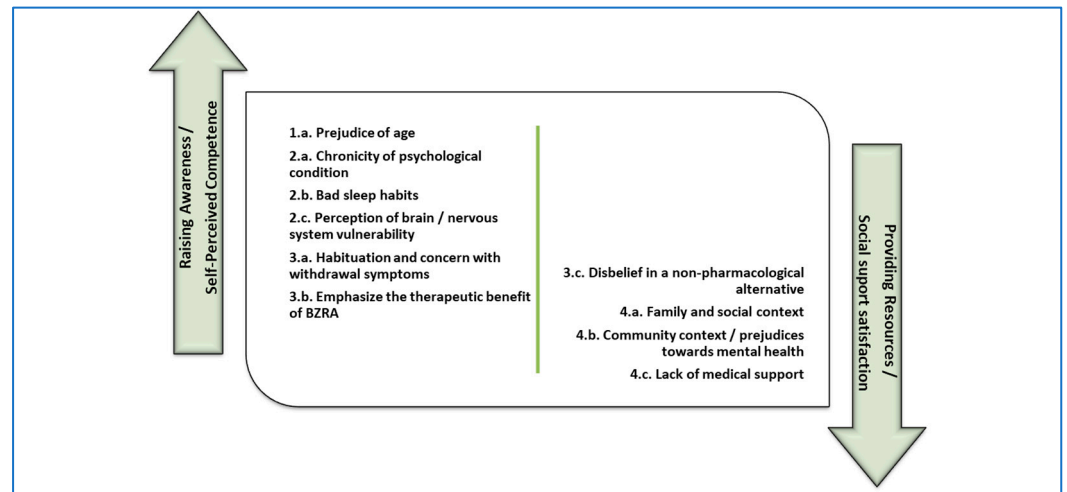 Raising Awareness /
Self-Perceived Competence
1.a. Prejudice of age
2.a. Chronicity of psychological
condition
2.b. Bad sleep habits
2.c. Perception of brain / nervous
system vulnerability
3.a. Habituation and concern with
withdrawal symptoms
3.b. Emphasize the therapeutic benefit
of BZRA
3.c. Disbelief in a non-pharmacological
alternative
4.a. Family and social context
4.b. Community context / prejudices
towards mental health
4.c. Lack of medical support
Providing Resources /
Social support satisfaction